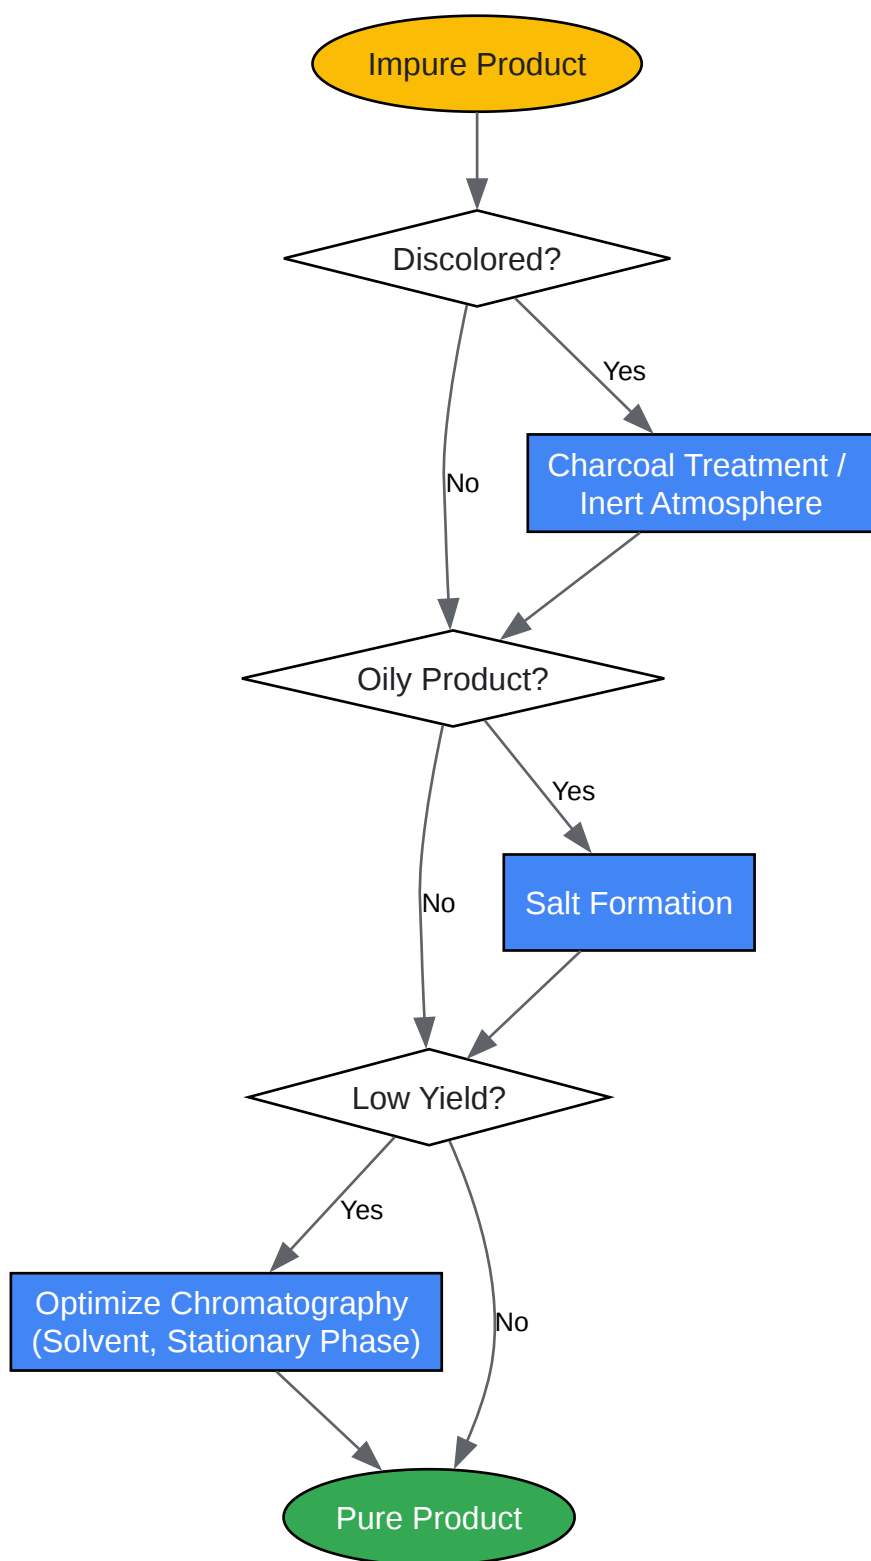 Impure Product
Discolored?
Yes
No
Charcoal Treatment /
Inert Atmosphere
Oily Product?
Yes
No
Salt Formation
Low Yield?
Yes
No
Optimize Chromatography
(Solvent, Stationary Phase)
Pure Product